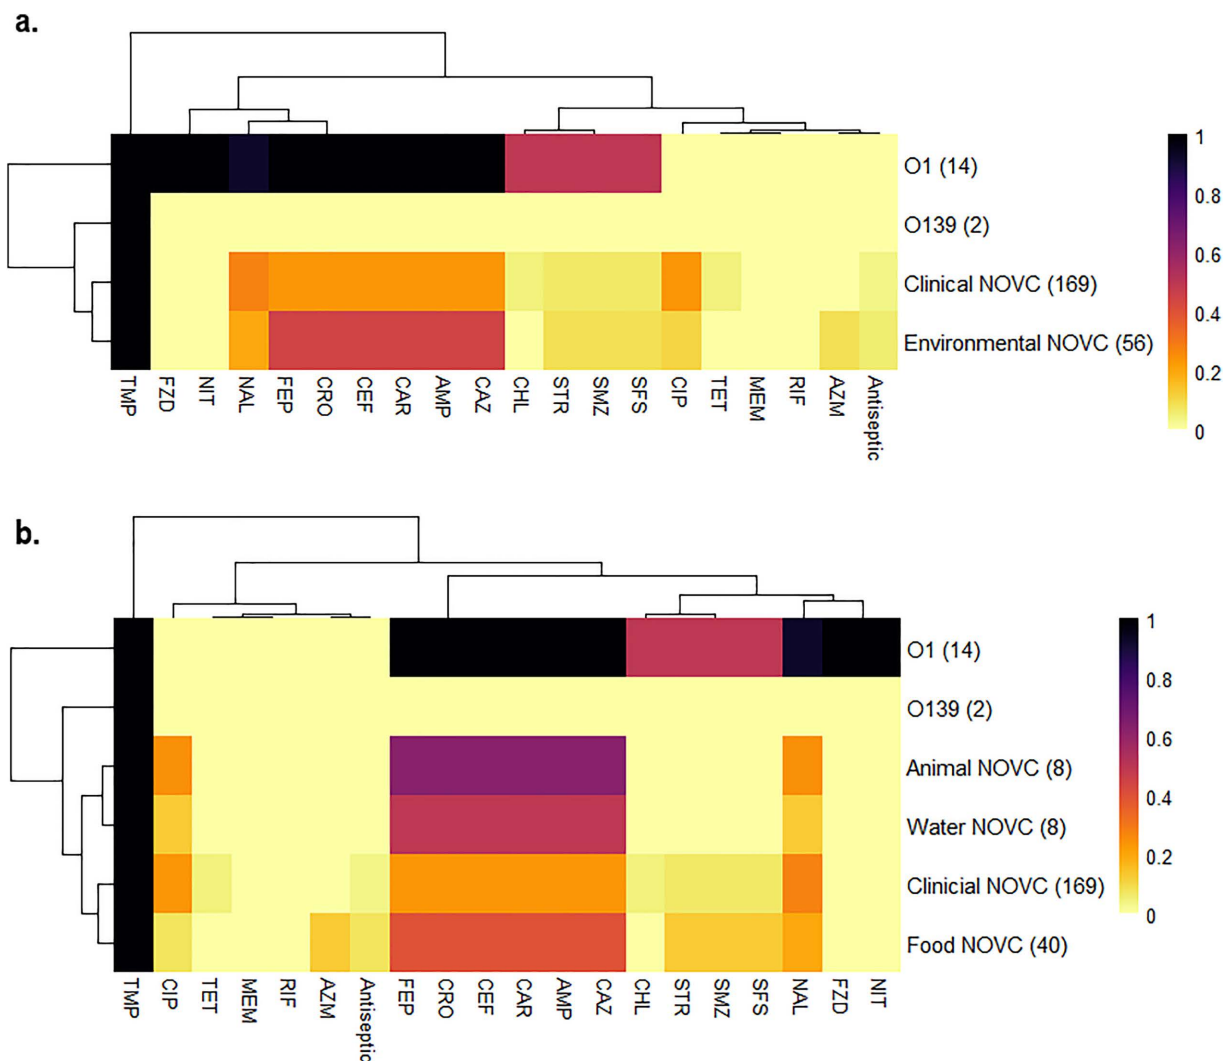 a.
1
0.8
0.6
0.4
0.2
0
O1 (14)
O139 (2)
Clinical NOVC (169)
Environmental NOVC (56)
TMP FZD NIT NAL FEP CRO CEF CAR AMP CAZ CHL STR SMZ SFS CIP TET MEM RIF AZM Antiseptic
b.
1
0.8
0.6
0.4
0.2
0
O1 (14)
O139 (2)
Animal NOVC (8)
Water NOVC (8)
Clinicial NOVC (169)
Food NOVC (40)
TMP CIP TET MEM RIF AZM Antiseptic FEP CRO CEF CAR AMP CAZ CHL STR SMZ SFS NAL FZD NIT